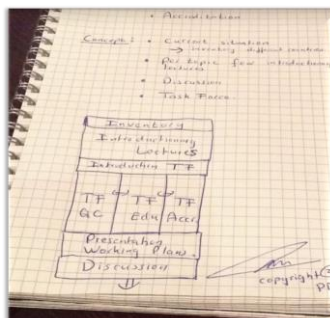 • Accreditation
Concept: • Current situation
→ inventory different countries
• Per topic few introductionary
lectures
• Discussion
• Task Force
Inventory
Introductionary
Lectures
Introduction TF
TF TF TF
QC Edu Accr.
Presentation
Working Plans.
Discussion
copyright